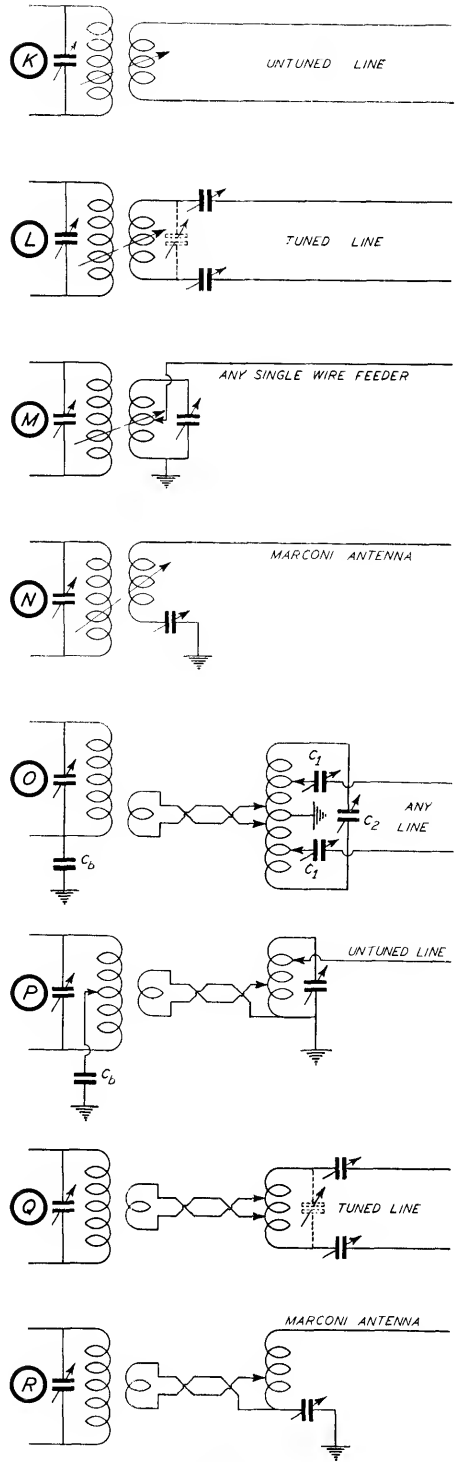 K
UNTUNED LINE
L
TUNED LINE
M
ANY SINGLE WIRE FEEDER
N
MARCONI ANTENNA
O
C1
ANY
LINE
C2
C1
Cb
P
UNTUNED LINE
Cb
Q
TUNED LINE
R
MARCONI ANTENNA